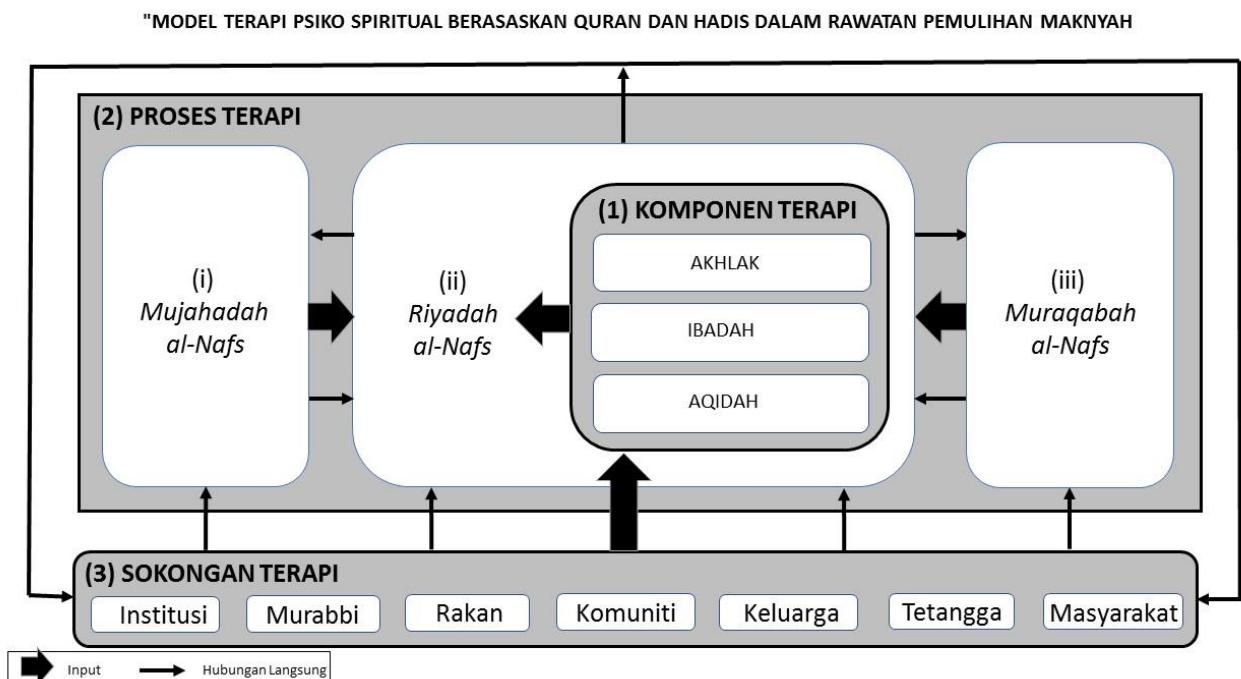 "MODEL TERAPI PSIKO SPIRITUAL BERASASKAN QURAN DAN HADIS DALAM RAWATAN PEMULIHAN MAKNYAH
(2) PROSES TERAPI
(i)
Mujahadah
al-Nafs
(ii)
Riyadah
al-Nafs
(1) KOMPONEN TERAPI
AKHLAK
IBADAH
AQIDAH
(iii)
Muraqabah
al-Nafs
(3) SOKONGAN TERAPI
Institusi
Murabbi
Rakan
Komuniti
Keluarga
Tetangga
Masyarakat
Input
Hubungan Langsung